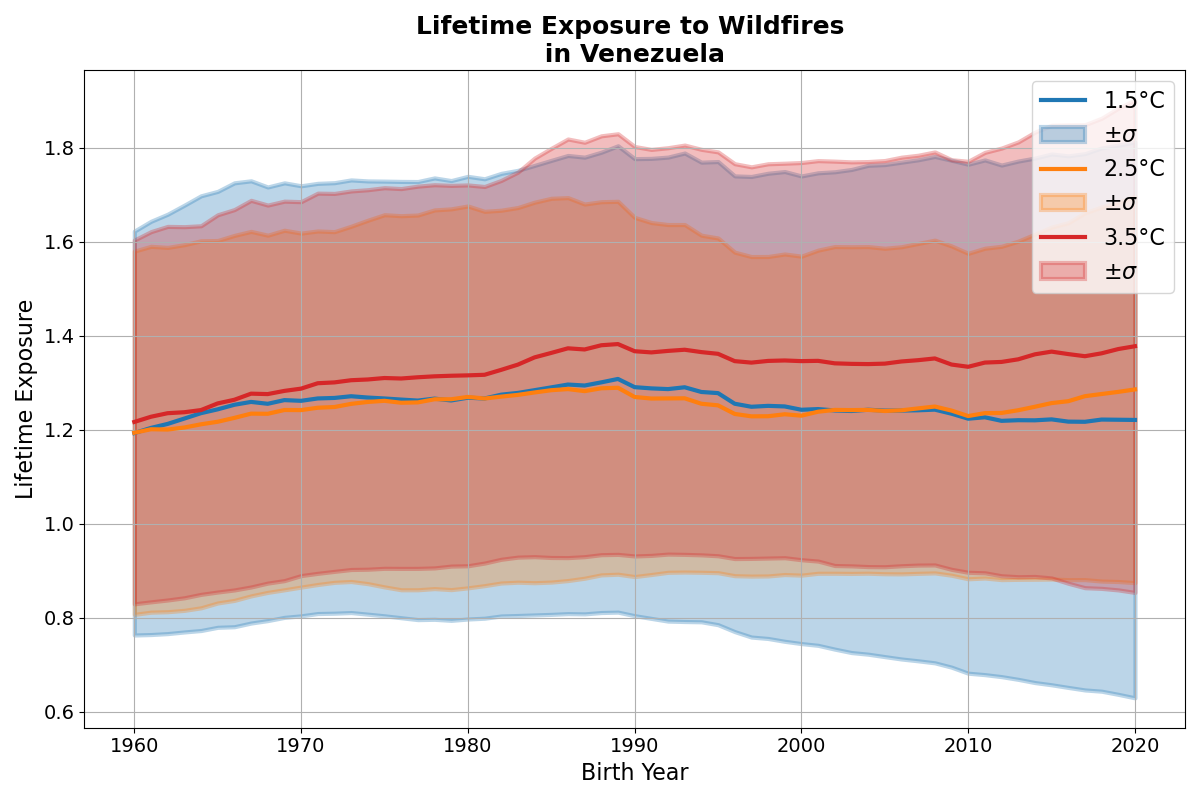 Lifetime Exposure to Wildfires
in Venezuela
1.5°C
±σ
2.5°C
±σ
3.5°C
±σ
Lifetime Exposure
1.8
1.6
1.4
1.2
1.0
0.8
0.6
1960 1970 1980 1990 2000 2010 2020
Birth Year